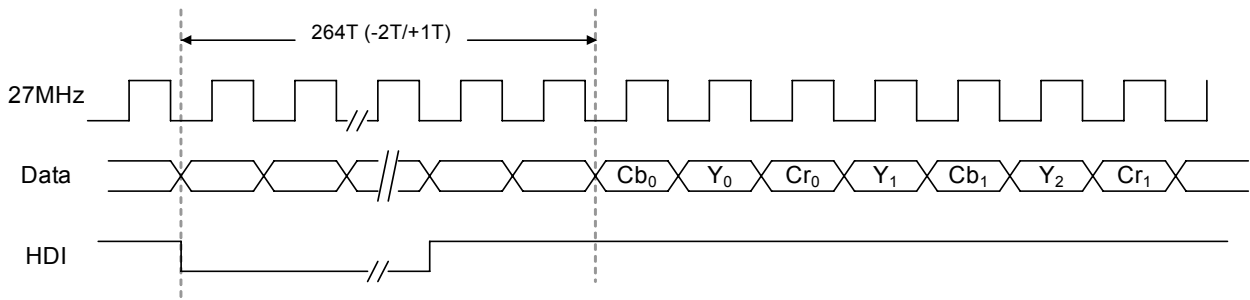 264T (-2T/+1T)
27MHz
Data
Cb₀ Y₀ Cr₀ Y₁ Cb₁ Y₂ Cr₁
HDI